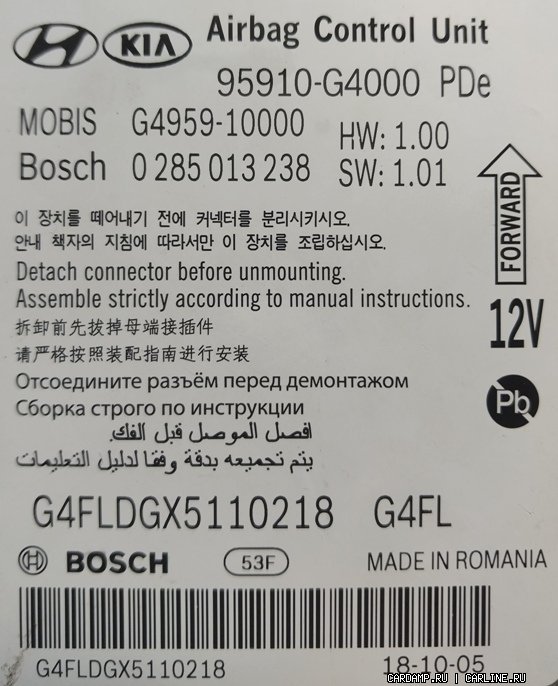 KIA Airbag Control Unit
95910-G4000 PDe
MOBIS G4959-10000 HW: 1.00
Bosch 0 285 013 238 SW: 1.01
FORWARD
이 장치를 떼어내기 전에 커넥터를 분리시키시오.
안내 책자의 지침에 따라서만 이 장치를 조립하십시오.
Detach connector before unmounting.
Assemble strictly according to manual instructions.
12V
拆卸前先拔掉母端接插件
请严格按照装配指南进行安装
Отсоедините разъём перед демонтажом
Сборка строго по инструкции
Pb
افصل الموصل قبل الفك.
يتم تجميعه بدقة وفقا لدليل التعليمات
G4FLDGX5110218 G4FL
BOSCH 53F MADE IN ROMANIA
G4FLDGX5110218 18-10-05
CARDAMP.RU | CARLINE.RU